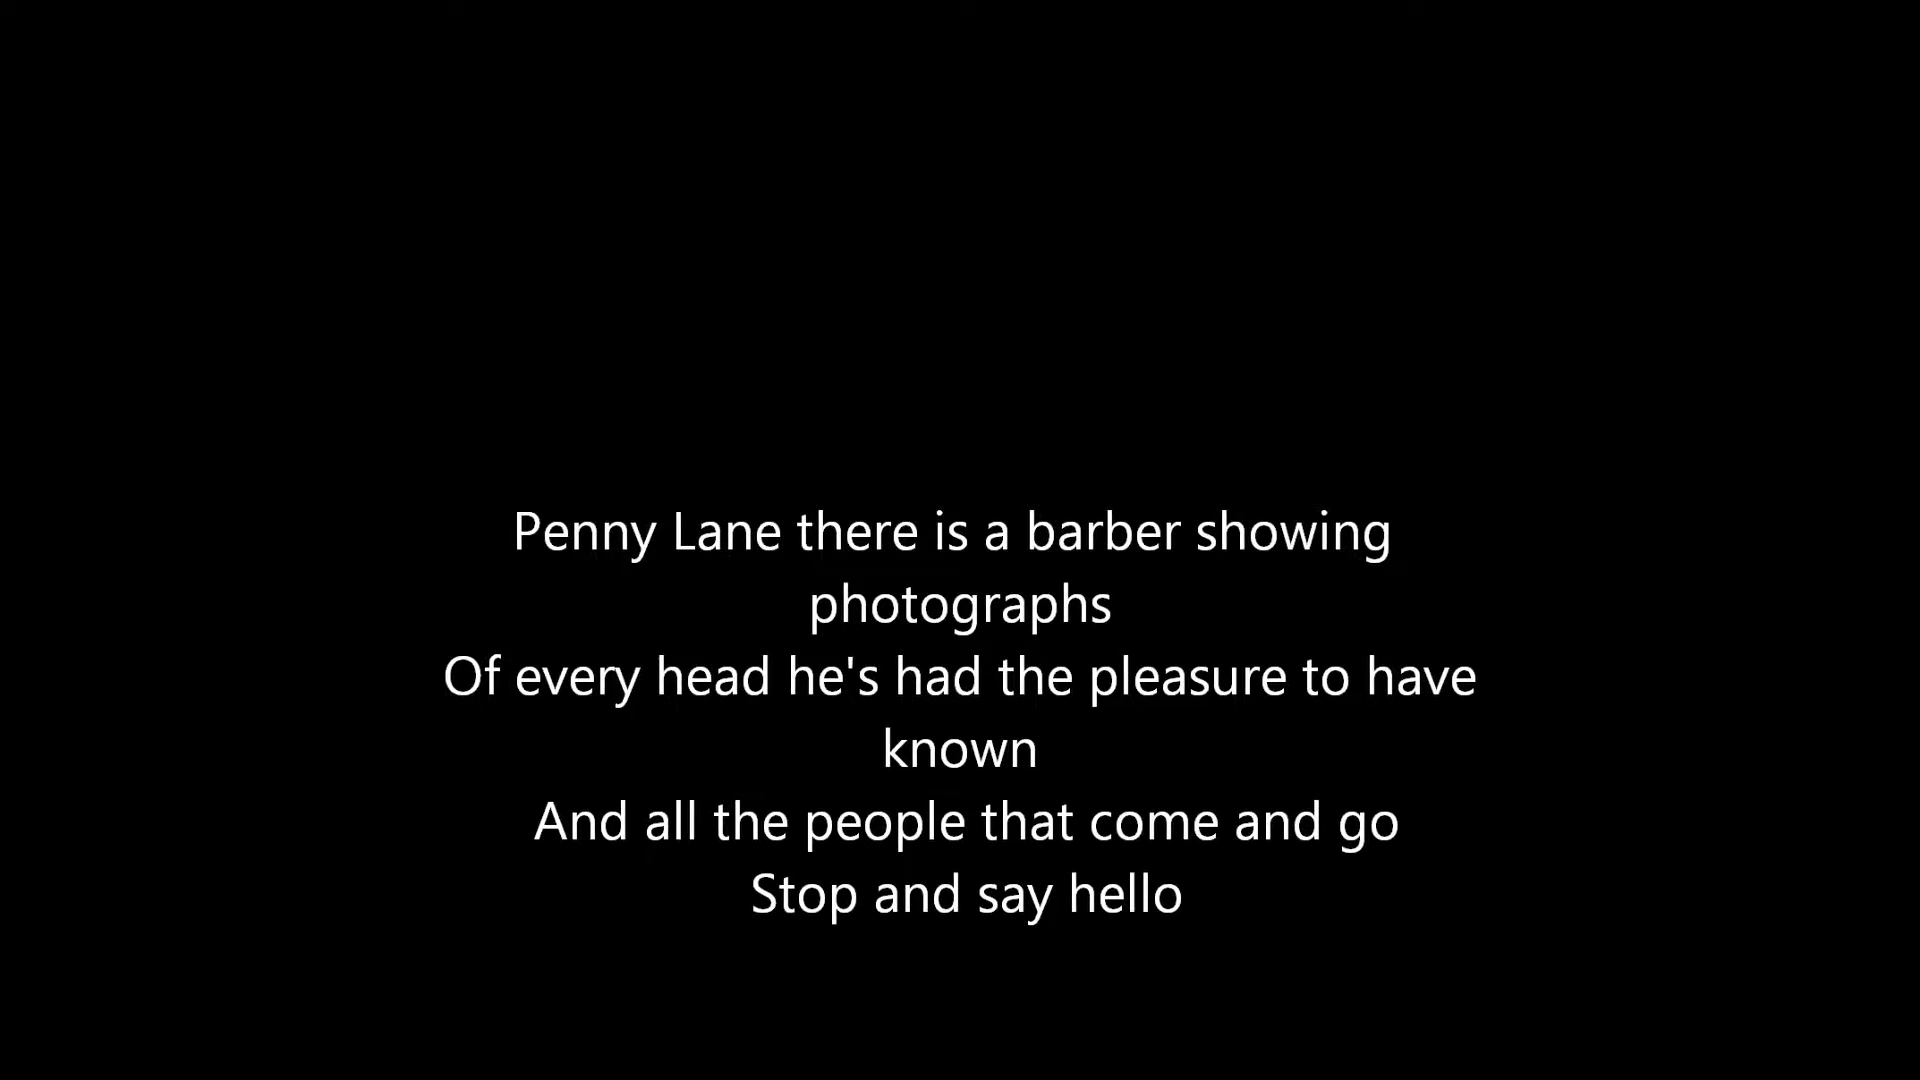 Penny Lane there is a barber showing
photographs
Of every head he's had the pleasure to have
known
And all the people that come and go
Stop and say hello